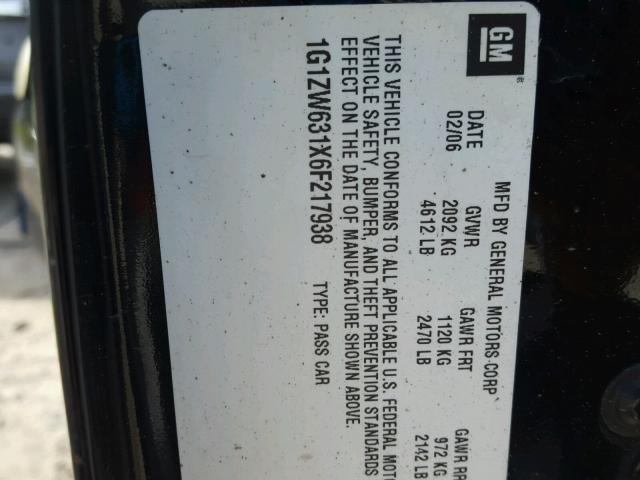 GM
MFD BY GENERAL MOTORS CORP
DATE GVWR GAWR FRT GAWR RR
02/06 2092 KG 1120 KG 972 KG
4612 LB 2470 LB 2142 LB
THIS VEHICLE CONFORMS TO ALL APPLICABLE U.S. FEDERAL MOTO
VEHICLE SAFETY, BUMPER, AND THEFT PREVENTION STANDARDS
EFFECT ON THE DATE OF MANUFACTURE SHOWN ABOVE.
1G1ZW631X6F217938 TYPE: PASS CAR